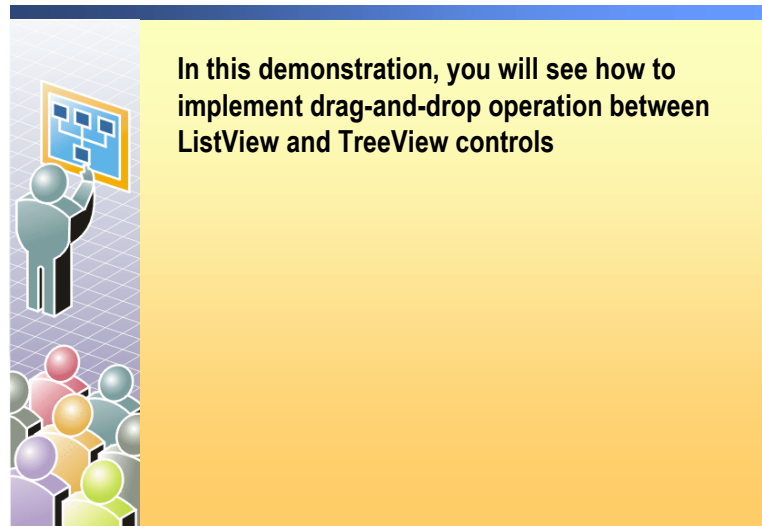 In this demonstration, you will see how to
implement drag-and-drop operation between
ListView and TreeView controls